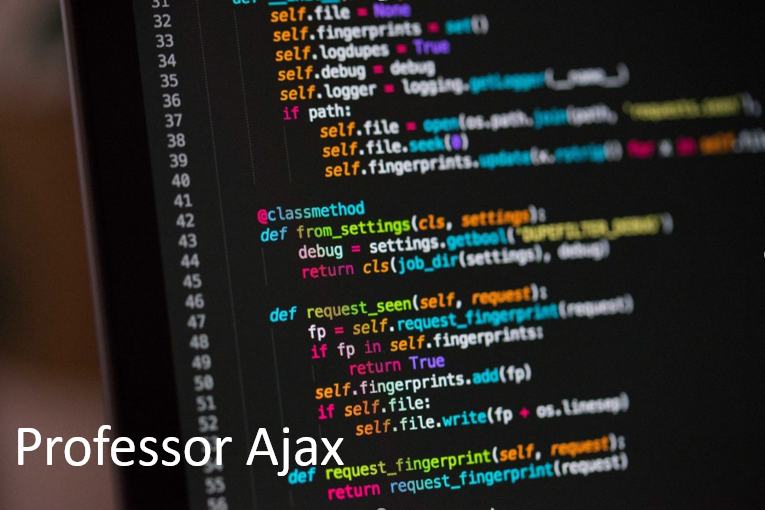 31
32 self.file = None
33 self.fingerprints = set()
34 self.logdupes = True
35 self.debug = debug
36 self.logger = logging.getLogger(__name__)
37 if path:
38 self.file = open(os.path.join(path, 'requests.seen'),
39 self.file.seek(0)
40 self.fingerprints.update(x.rstrip() for x in self.file
41
42 @classmethod
43 def from_settings(cls, settings):
44 debug = settings.getbool('DUPEFILTER_DEBUG')
45 return cls(job_dir(settings), debug)
46
47 def request_seen(self, request):
48 fp = self.request_fingerprint(request)
49 if fp in self.fingerprints:
50 return True
51 self.fingerprints.add(fp)
52 if self.file:
self.file.write(fp + os.linesep)
Professor Ajax
54 def request_fingerprint(self, request):
55 return request_fingerprint(request)
56